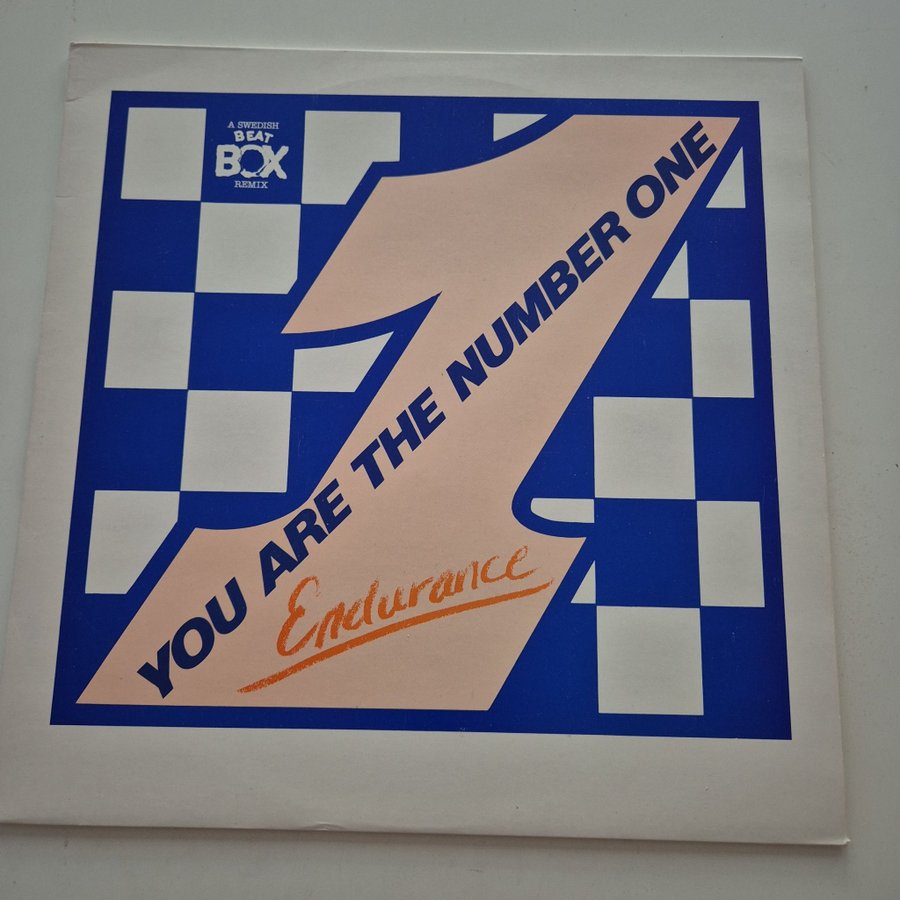 A SWEDISH
BEAT
BOX
REMIX
YOU ARE THE NUMBER ONE
Endurance